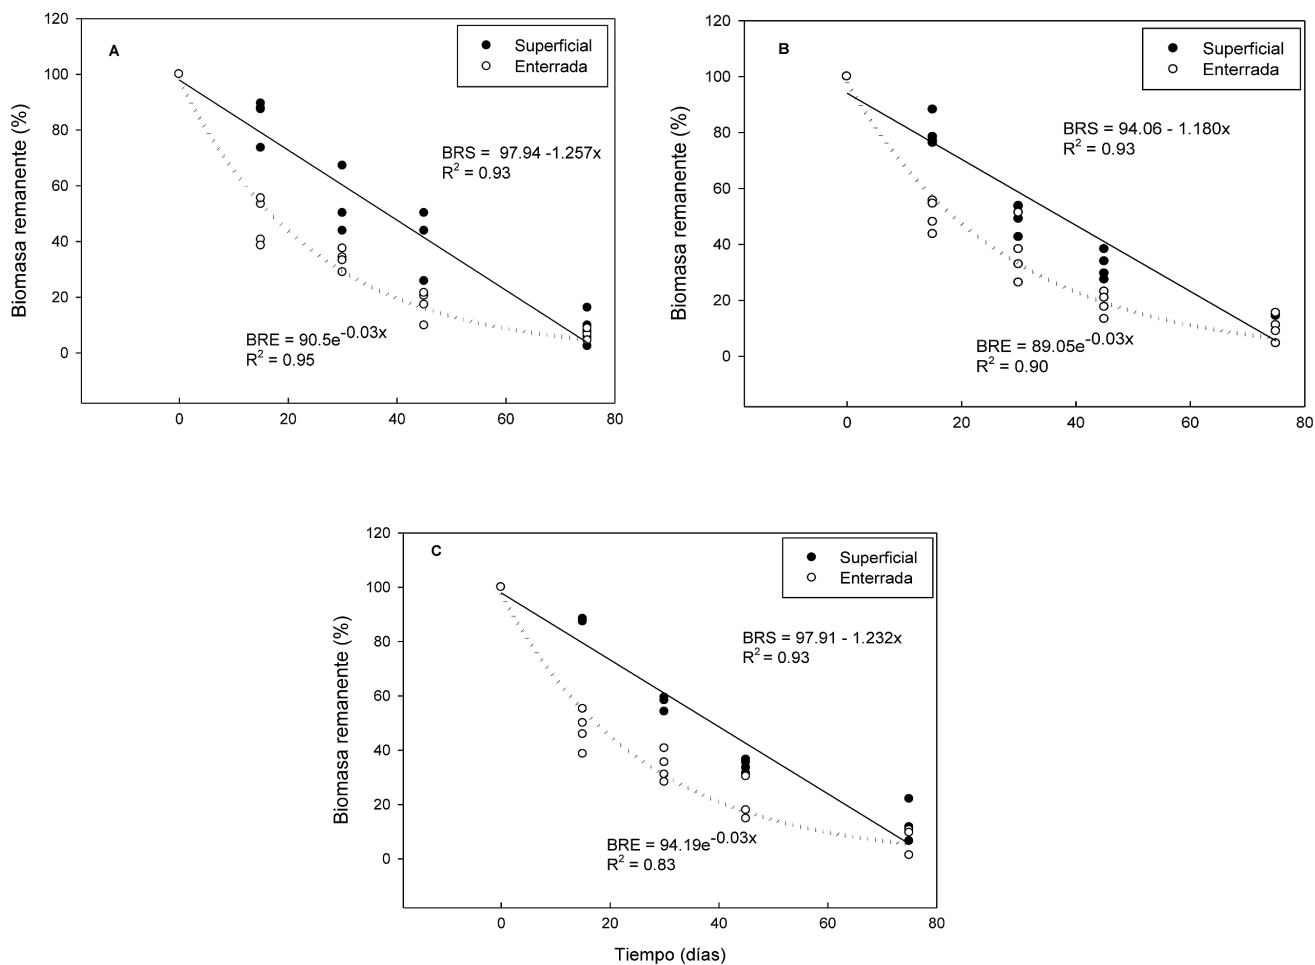 A
Superficial
Enterrada
Biomasa remanente (%)
120
100
80
60
40
20
0
BRS = 97.94 -1.257x
R² = 0.93
BRE = 90.5e^-0.03x
R² = 0.95
0 20 40 60 80
B
Superficial
Enterrada
Biomasa remanente (%)
120
100
80
60
40
20
0
BRS = 94.06 - 1.180x
R² = 0.93
BRE = 89.05e^-0.03x
R² = 0.90
0 20 40 60 80
C
Superficial
Enterrada
Biomasa remanente (%)
120
100
80
60
40
20
0
BRS = 97.91 - 1.232x
R² = 0.93
BRE = 94.19e^-0.03x
R² = 0.83
0 20 40 60 80
Tiempo (días)